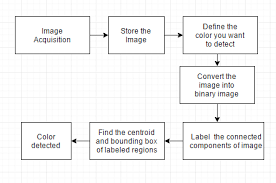 Image
Acquisition
Store the
Image
Define the
color you want
to detect
Convert the
image into
binary image
Label the connected
components of image
Find the centroid
and bounding box
of labeled regions
Color
detected